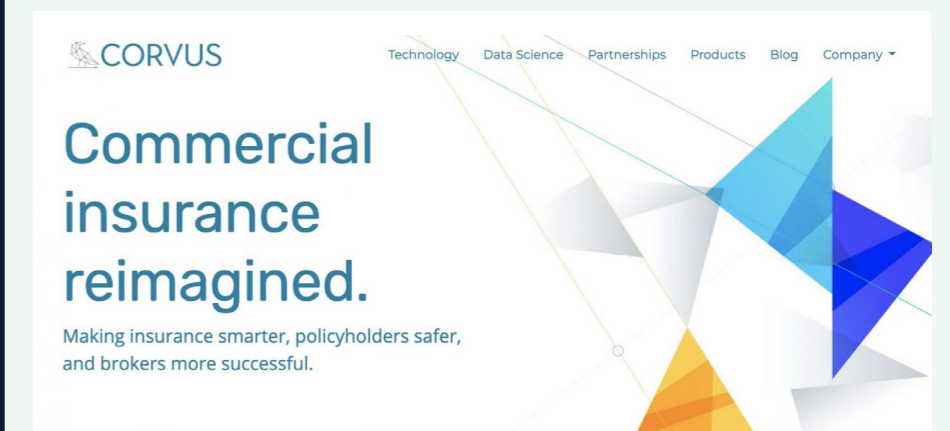 CORVUS
Technology Data Science Partnerships Products Blog Company
Commercial
insurance
reimagined.
Making insurance smarter, policyholders safer,
and brokers more successful.